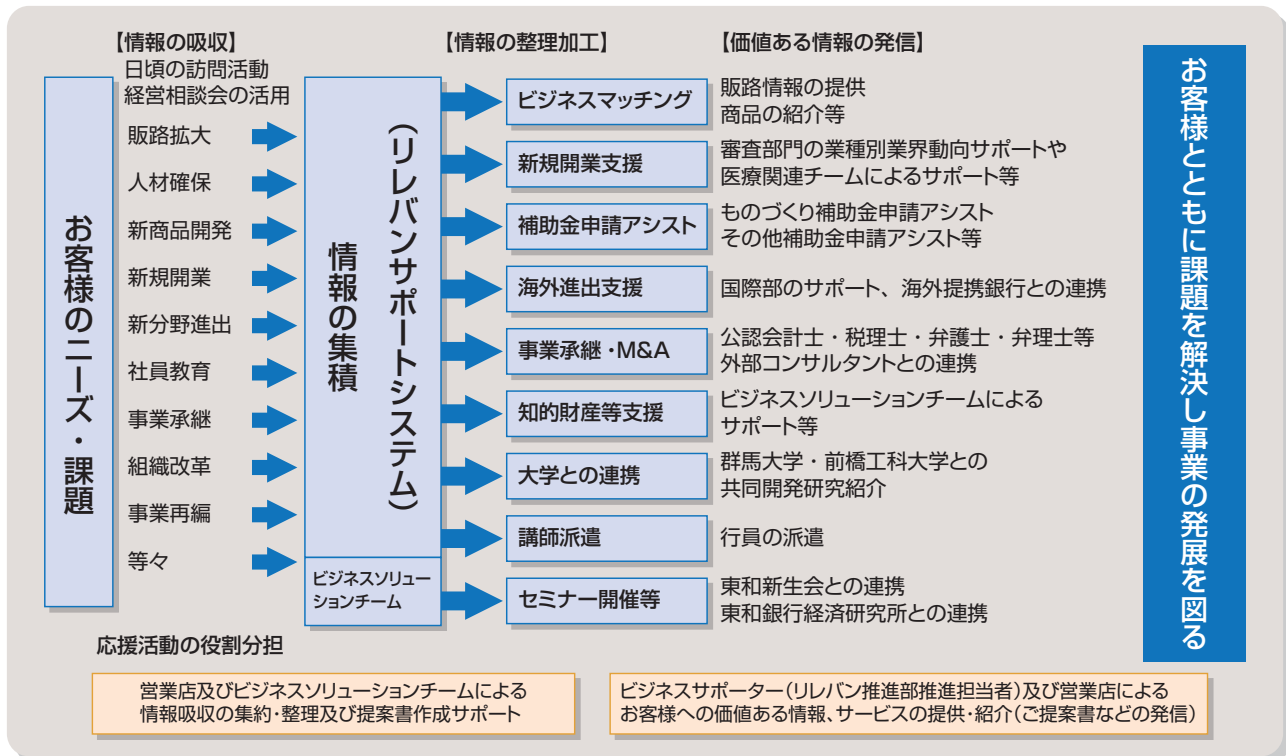 【情報の吸収】
日頃の訪問活動
経営相談会の活用
お客様のニーズ・課題
販路拡大
人材確保
新商品開発
新規開業
新分野進出
社員教育
事業承継
組織改革
事業再編
等々
情報の集積
（リレバンサポートシステム）
ビジネスソリュー
ションチーム
【情報の整理加工】
【価値ある情報の発信】
ビジネスマッチング
販路情報の提供
商品の紹介等
新規開業支援
審査部門の業種別業界動向サポートや
医療関連チームによるサポート等
補助金申請アシスト
ものづくり補助金申請アシスト
その他補助金申請アシスト等
海外進出支援
国際部のサポート、海外提携銀行との連携
事業承継・M&A
公認会計士・税理士・弁護士・弁理士等
外部コンサルタントとの連携
知的財産等支援
ビジネスソリューションチームによる
サポート等
大学との連携
群馬大学・前橋工科大学との
共同開発研究紹介
講師派遣
行員の派遣
セミナー開催等
東和新生会との連携
東和銀行経済研究所との連携
お客様とともに課題を解決し事業の発展を図る
応援活動の役割分担
営業店及びビジネスソリューションチームによる
情報吸収の集約・整理及び提案書作成サポート
ビジネスサポーター（リレバン推進部推進担当者）及び営業店による
お客様への価値ある情報、サービスの提供・紹介（ご提案書などの発信）